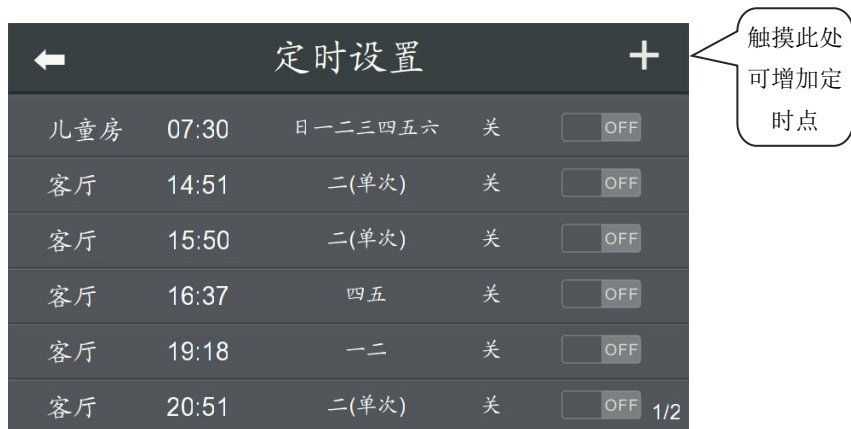 定时设置
触摸此处
可增加定
时点
儿童房 07:30 日一二三四五六 关 OFF
客厅 14:51 二(单次) 关 OFF
客厅 15:50 二(单次) 关 OFF
客厅 16:37 四五 关 OFF
客厅 19:18 一二 关 OFF
客厅 20:51 二(单次) 关 OFF 1/2